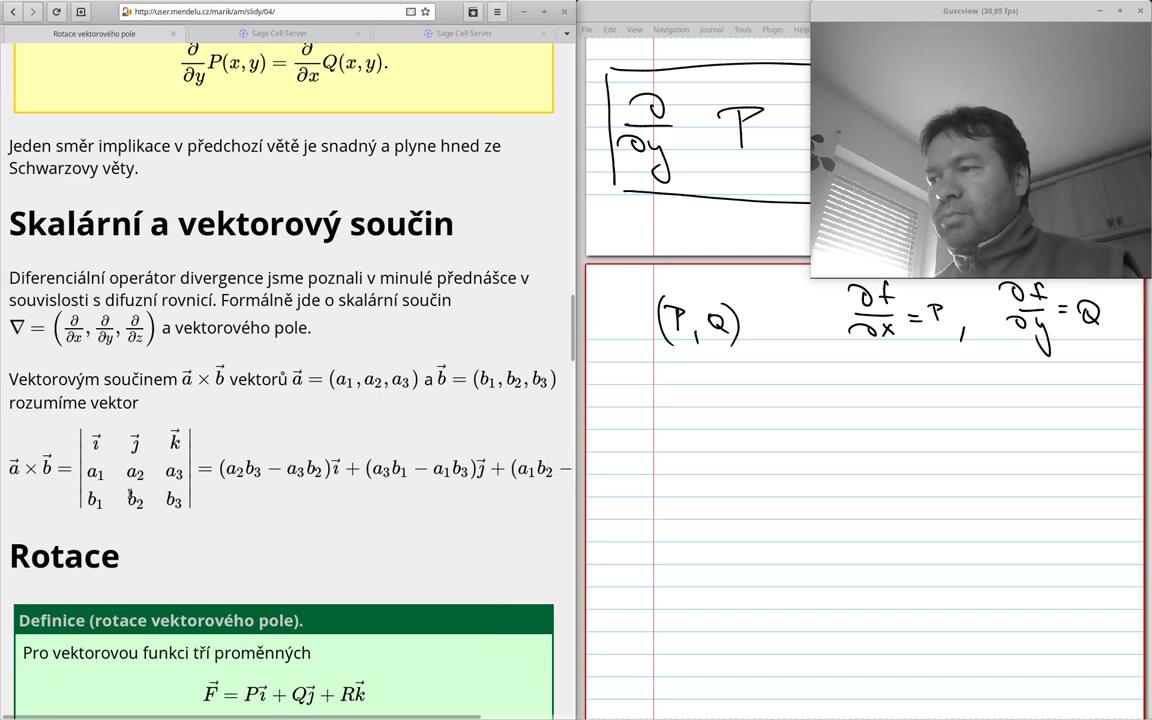 http://user.mendelu.cz/marik/am/slidy/04/
Rotace vektorového pole
Sage Cell Server
Sage Cell Server
∂/∂y P(x, y) = ∂/∂x Q(x, y).
Jeden směr implikace v předchozí větě je snadný a plyne hned ze
Schwarzovy věty.
Skalární a vektorový součin
Diferenciální operátor divergence jsme poznali v minulé přednášce v
souvislosti s difuzní rovnicí. Formálně jde o skalární součin
∇ = (∂/∂x, ∂/∂y, ∂/∂z) a vektorového pole.
Vektorovým součinem a⃗ × b⃗ vektorů a⃗ = (a₁, a₂, a₃) a b⃗ = (b₁, b₂, b₃)
rozumíme vektor
i⃗ j⃗ k⃗
a⃗ × b⃗ = | a₁ a₂ a₃ | = (a₂b₃ − a₃b₂)i⃗ + (a₃b₁ − a₁b₃)j⃗ + (a₁b₂ −
b₁ b₂ b₃
Rotace
Definice (rotace vektorového pole).
Pro vektorovou funkci tří proměnných
F⃗ = Pi⃗ + Qj⃗ + Rk⃗
File Edit View Navigation Journal Tools Plugin Help
Guvcview (30,05 fps)
∂/∂y P
(P, Q) ∂f/∂x = P, ∂f/∂y = Q